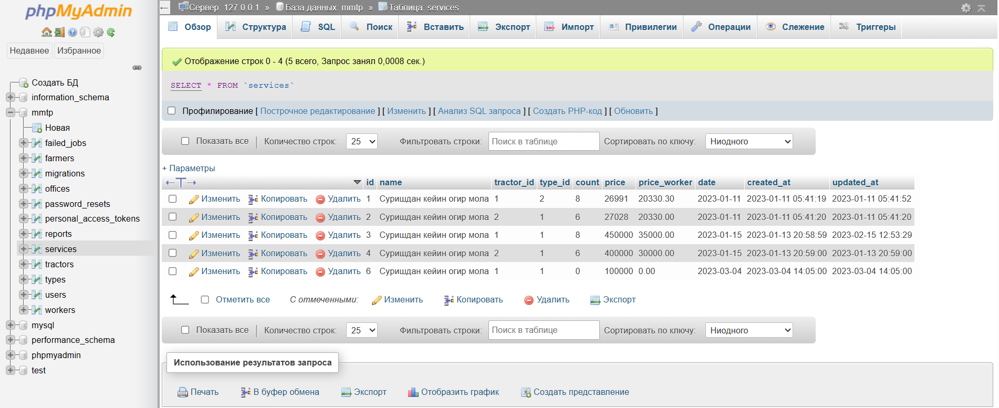 phpMyAdmin
Недавнее Избранное
Создать БД
information_schema
mmtp
Новая
failed_jobs
farmers
migrations
offices
password_resets
personal_access_tokens
reports
services
tractors
types
users
workers
mysql
performance_schema
phpmyadmin
test
Сервер: 127.0.0.1 » База данных: mmtp » Таблица: services
Обзор Структура SQL Поиск Вставить Экспорт Импорт Привилегии Операции Слежение Триггеры
Отображение строк 0 - 4 (5 всего, Запрос занял 0,0008 сек.)
SELECT * FROM `services`
Профилирование [ Построчное редактирование ] [ Изменить ] [ Анализ SQL запроса ] [ Создать PHP-код ] [ Обновить ]
Показать все | Количество строк: 25 Фильтровать строки: Поиск в таблице Сортировать по ключу: Ниодного
+ Параметры
←T→ id name tractor_id type_id count price price_worker date created_at updated_at
Изменить Копировать Удалить 1 Суришдан кейин огир мола 1 2 8 26991 20330.30 2023-01-11 2023-01-11 05:41:19 2023-01-11 05:41:52
Изменить Копировать Удалить 2 Суришдан кейин огир мола 2 1 6 27028 20330.00 2023-01-11 2023-01-11 05:41:20 2023-01-11 05:41:20
Изменить Копировать Удалить 3 Суришдан кейин огир мола 1 1 8 450000 35000.00 2023-01-15 2023-01-13 20:58:59 2023-02-15 12:53:29
Изменить Копировать Удалить 4 Суришдан кейин огир мола 2 1 6 400000 30000.00 2023-01-15 2023-01-13 20:59:00 2023-01-13 20:59:00
Изменить Копировать Удалить 6 Суришдан кейин огир мола 1 1 0 100000 0.00 2023-03-04 2023-03-04 14:05:00 2023-03-04 14:05:00
Отметить все С отмеченными: Изменить Копировать Удалить Экспорт
Показать все | Количество строк: 25 Фильтровать строки: Поиск в таблице Сортировать по ключу: Ниодного
Использование результатов запроса
Печать В буфер обмена Экспорт Отобразить график Создать представление